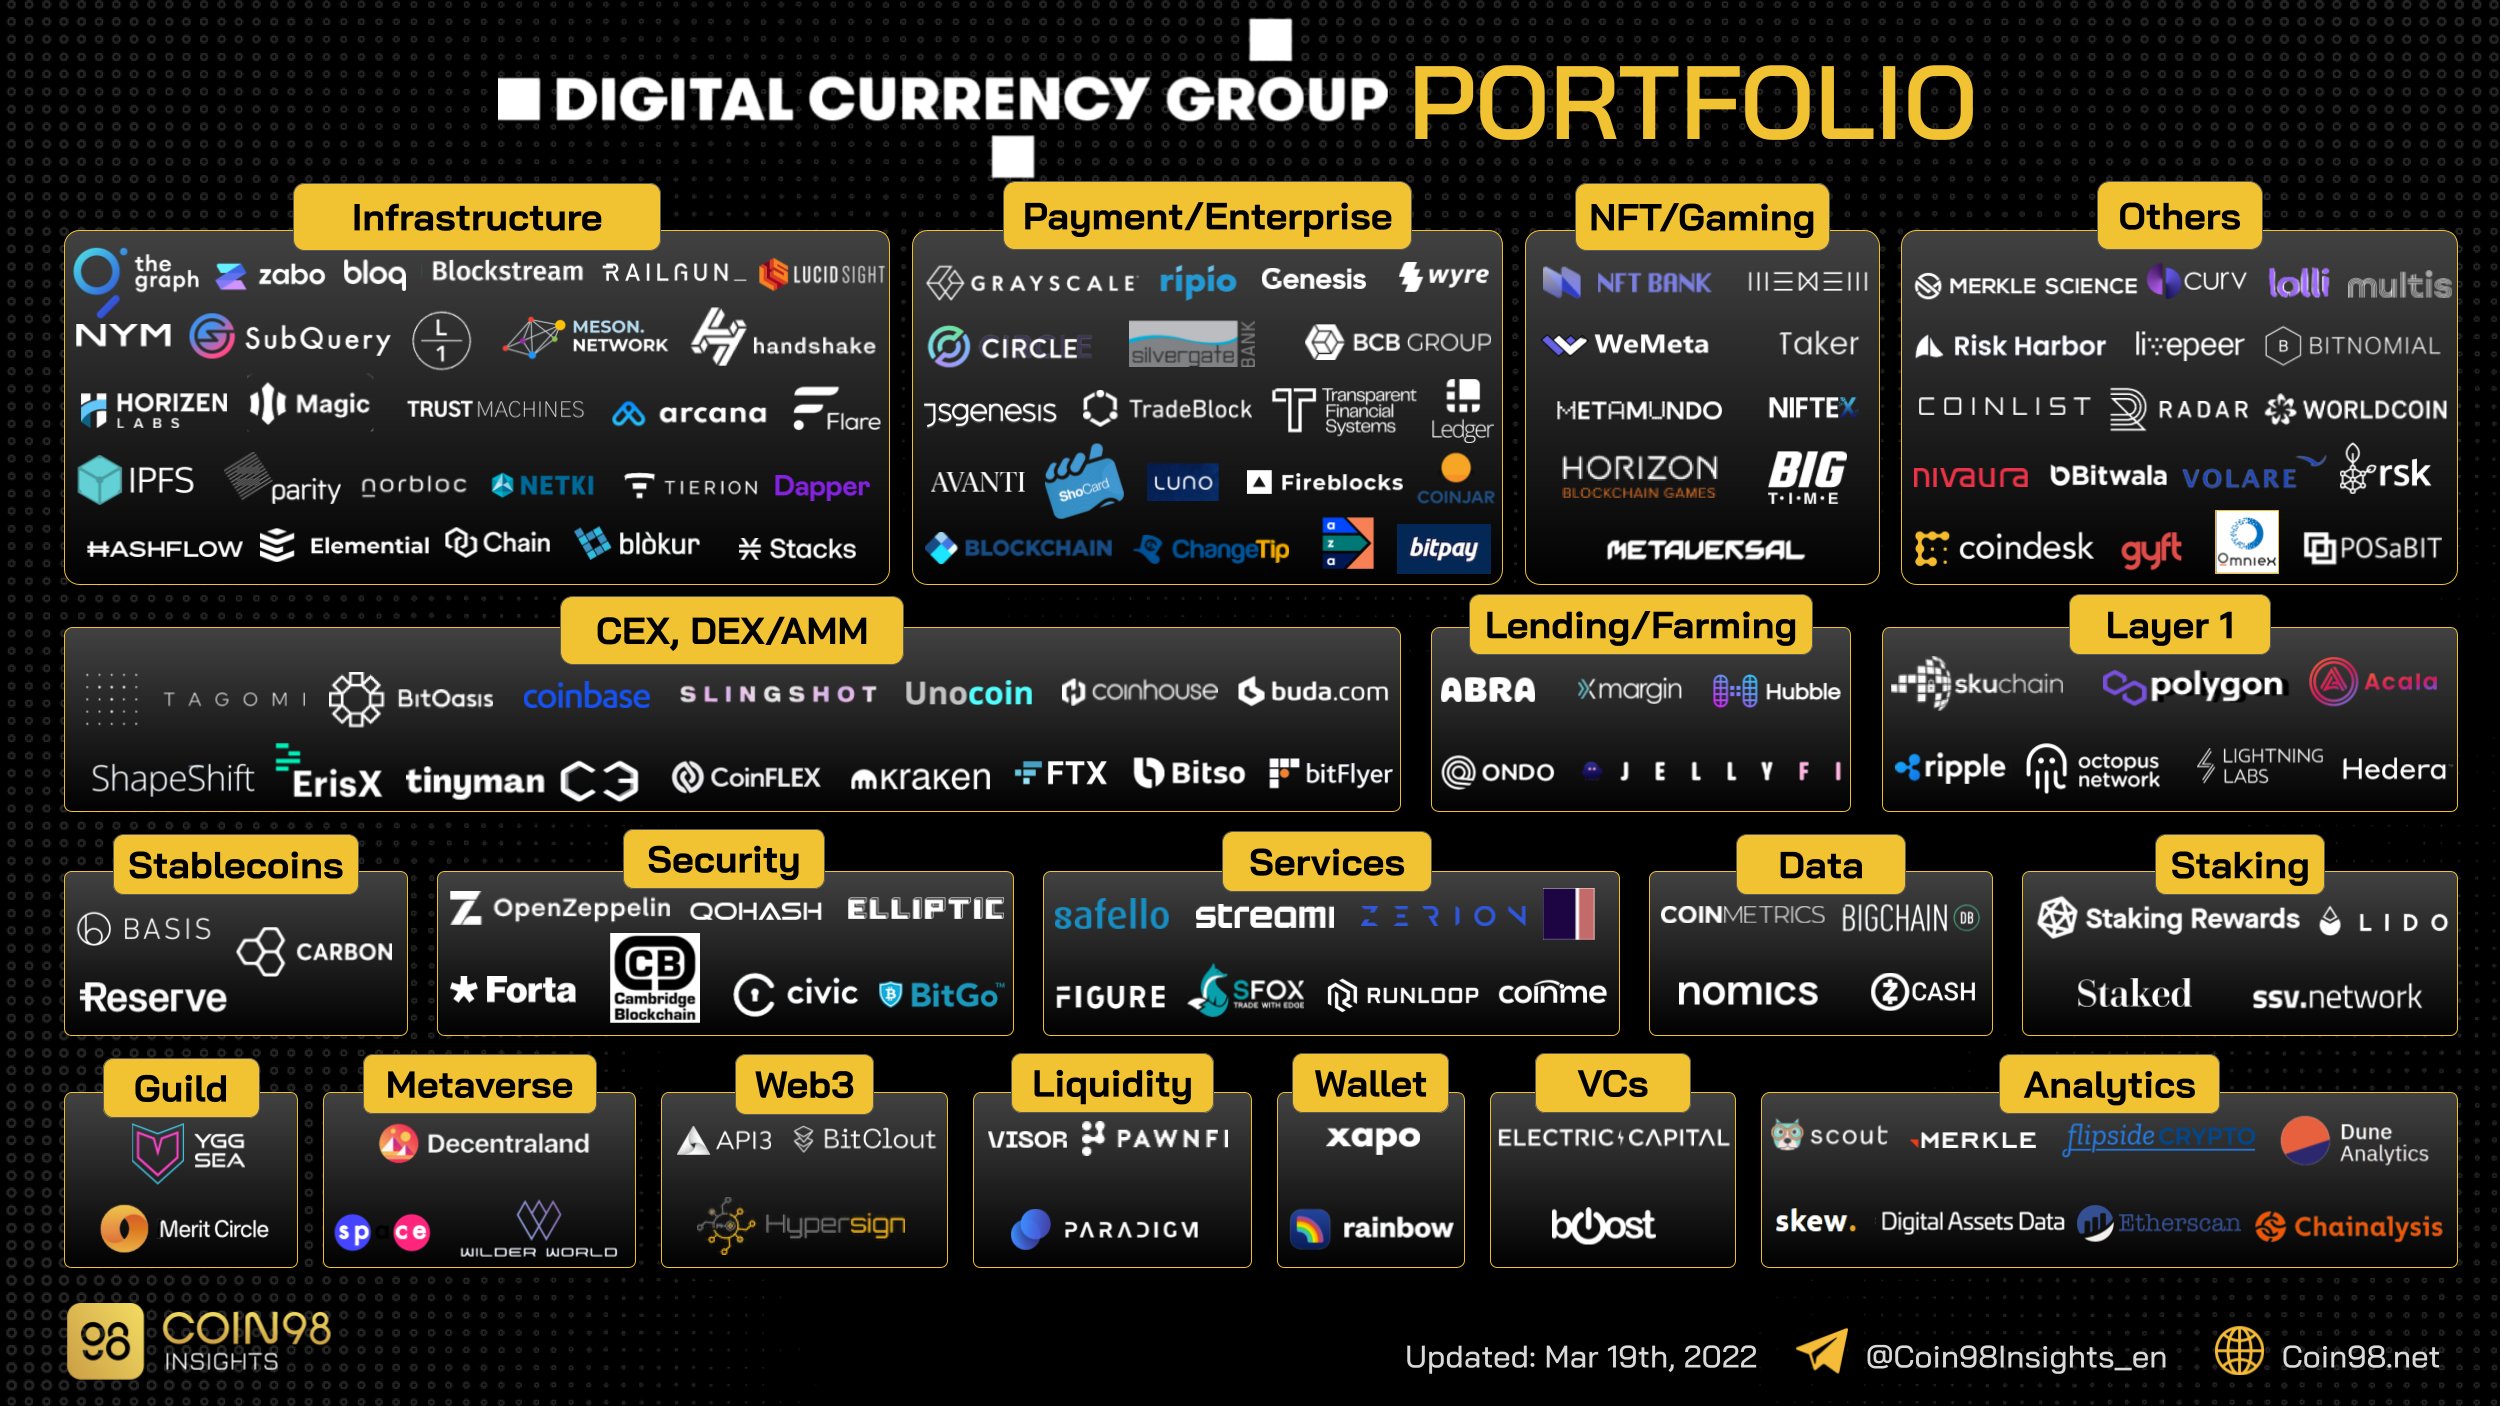 DIGITAL CURRENCY GROUP PORTFOLIO
Infrastructure
the graph zabo bloq Blockstream RAILGUN_ LUCIDSIGHT
NYM SubQuery L1 MESON.NETWORK handshake
HORIZEN LABS Magic TRUSTMACHINES arcana Flare
IPFS parity norbloc NETKI TIERION Dapper
HASHFLOW Elemential Chain blòkur Stacks
Payment/Enterprise
GRAYSCALE ripio Genesis wyre
CIRCLE silvergate BANK BCB GROUP
Jsgenesis TradeBlock Transparent Financial Systems Ledger
AVANTI ShoCard LUNO Fireblocks COINJAR
BLOCKCHAIN ChangeTip aza bitpay
NFT/Gaming
NFT BANK
WeMeta Taker
METAMUNDO NIFTEX
HORIZON BLOCKCHAIN GAMES BIG T·I·M·E
METAVERSAL
Others
MERKLE SCIENCE curv lolli multis
Risk Harbor livepeer B BITNOMIAL
COINLIST RADAR WORLDCOIN
nivaura Bitwala VOLARE rsk
coindesk gyft Omniex POSaBIT
CEX, DEX/AMM
TAGOMI BitOasis coinbase SLINGSHOT Unocoin coinhouse buda.com
ShapeShift ErisX tinyman C3 CoinFLEX kraken FTX Bitso bitFlyer
Lending/Farming
ABRA Xmargin Hubble
ONDO JELLYFI
Layer 1
skuchain polygon Acala
ripple octopus network LIGHTNING LABS Hedera
Stablecoins
BASIS
CARBON
Reserve
Security
OpenZeppelin QOHASH ELLIPTIC
Forta CB Cambridge Blockchain civic BitGo™
Services
safello streami ZERION
FIGURE SFOX TRADE WITH EDGE RUNLOOP coinme
Data
COINMETRICS BIGCHAIN DB
nomics ZCASH
Staking
Staking Rewards LIDO
Staked ssv.network
Guild
YGG SEA
Merit Circle
Metaverse
Decentraland
space WILDER WORLD
Web3
API3 BitClout
Hypersign
Liquidity
VISOR PAWNFI
PARADIGM
Wallet
xapo
rainbow
VCs
ELECTRIC CAPITAL
boost
Analytics
scout MERKLE flipside CRYPTO Dune Analytics
skew. Digital Assets Data Etherscan Chainalysis
98 COIN98
INSIGHTS
Updated: Mar 19th, 2022 @Coin98Insights_en Coin98.net